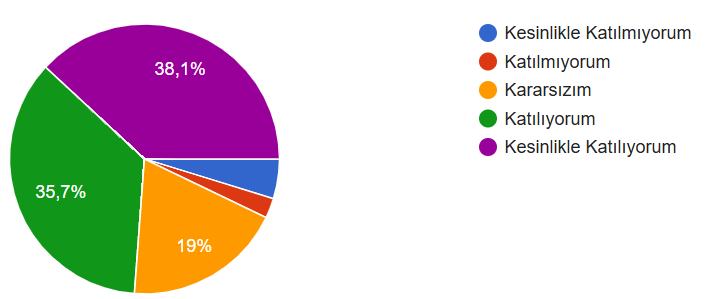 38,1%
35,7%
19%
Kesinlikle Katılmıyorum
Katılmıyorum
Kararsızım
Katılıyorum
Kesinlikle Katılıyorum